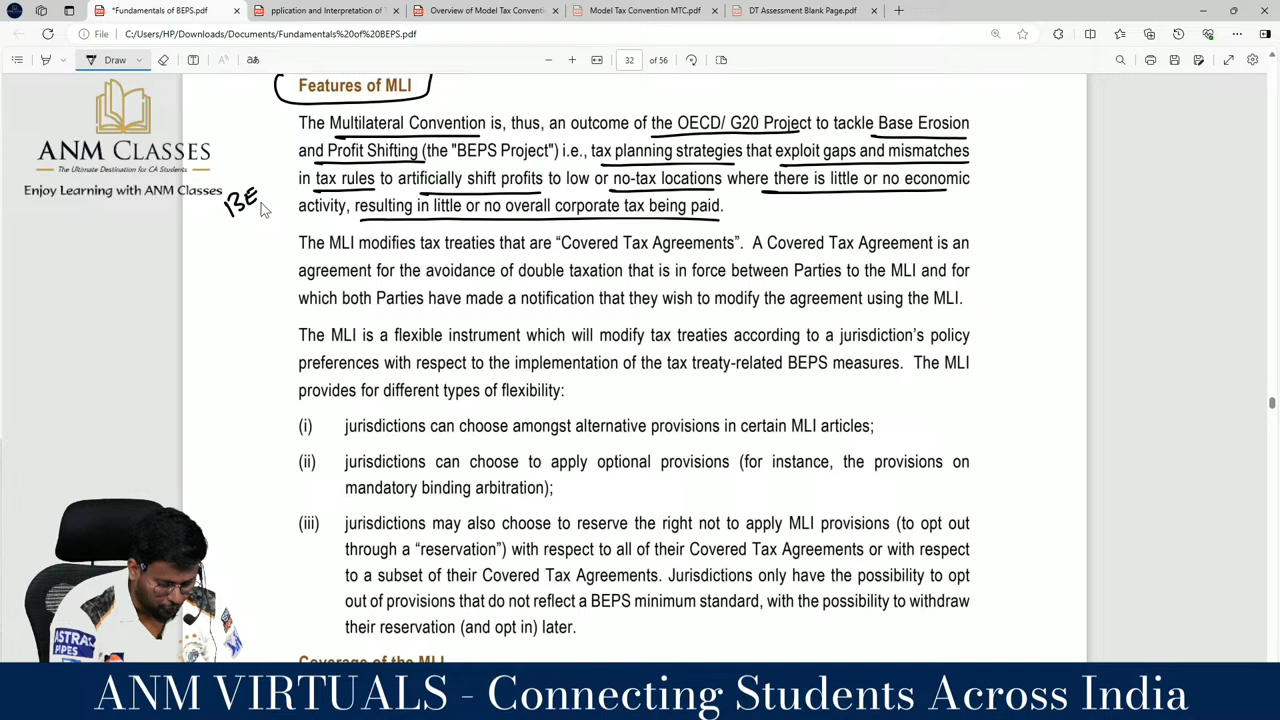 *Fundamentals of BEPS.pdf
pplication and Interpretation of T
Overview of Model Tax Conventi
Model Tax Convention MTC.pdf
DT Assessment Blank Page.pdf
File
C:/Users/HP/Downloads/Documents/Fundamentals%20of%20BEPS.pdf
Draw
32 of 56
Features of MLI
The Multilateral Convention is, thus, an outcome of the OECD/ G20 Project to tackle Base Erosion
and Profit Shifting (the "BEPS Project") i.e., tax planning strategies that exploit gaps and mismatches
in tax rules to artificially shift profits to low or no-tax locations where there is little or no economic
activity, resulting in little or no overall corporate tax being paid.
ANM CLASSES
The Ultimate Destination for CA Students
Enjoy Learning with ANM Classes
BE
The MLI modifies tax treaties that are “Covered Tax Agreements”. A Covered Tax Agreement is an
agreement for the avoidance of double taxation that is in force between Parties to the MLI and for
which both Parties have made a notification that they wish to modify the agreement using the MLI.
The MLI is a flexible instrument which will modify tax treaties according to a jurisdiction’s policy
preferences with respect to the implementation of the tax treaty-related BEPS measures. The MLI
provides for different types of flexibility:
(i) jurisdictions can choose amongst alternative provisions in certain MLI articles;
(ii) jurisdictions can choose to apply optional provisions (for instance, the provisions on
mandatory binding arbitration);
(iii) jurisdictions may also choose to reserve the right not to apply MLI provisions (to opt out
through a “reservation”) with respect to all of their Covered Tax Agreements or with respect
to a subset of their Covered Tax Agreements. Jurisdictions only have the possibility to opt
out of provisions that do not reflect a BEPS minimum standard, with the possibility to withdraw
their reservation (and opt in) later.
Coverage of the MLI
ASTRAL
PIPES
ANM VIRTUALS - Connecting Students Across India